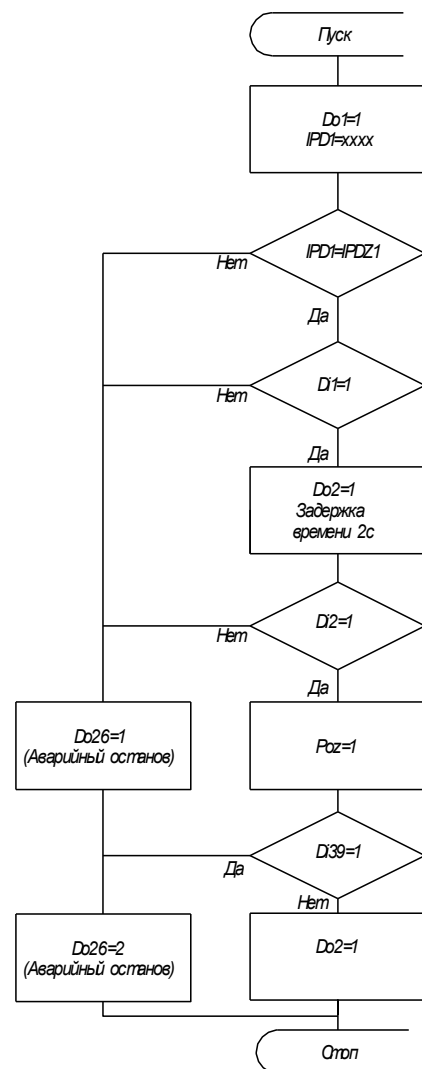 Пуск
Do1=1
IPD1=xxxx
IPD1=IPDZ1
Нет
Да
Di1=1
Нет
Да
Do2=1
Задержка
времени 2с
Di2=1
Нет
Да
Do26=1
(Аварийный останов)
Poz=1
Di39=1
Да
Нет
Do26=2
(Аварийный останов)
Do2=1
Стоп